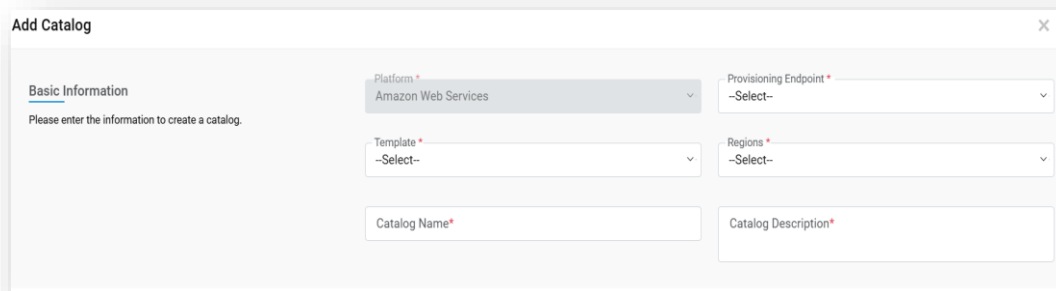 Add Catalog
Basic Information
Please enter the information to create a catalog.
Platform *
Amazon Web Services
Provisioning Endpoint *
--Select--
Template *
--Select--
Regions *
--Select--
Catalog Name*
Catalog Description*